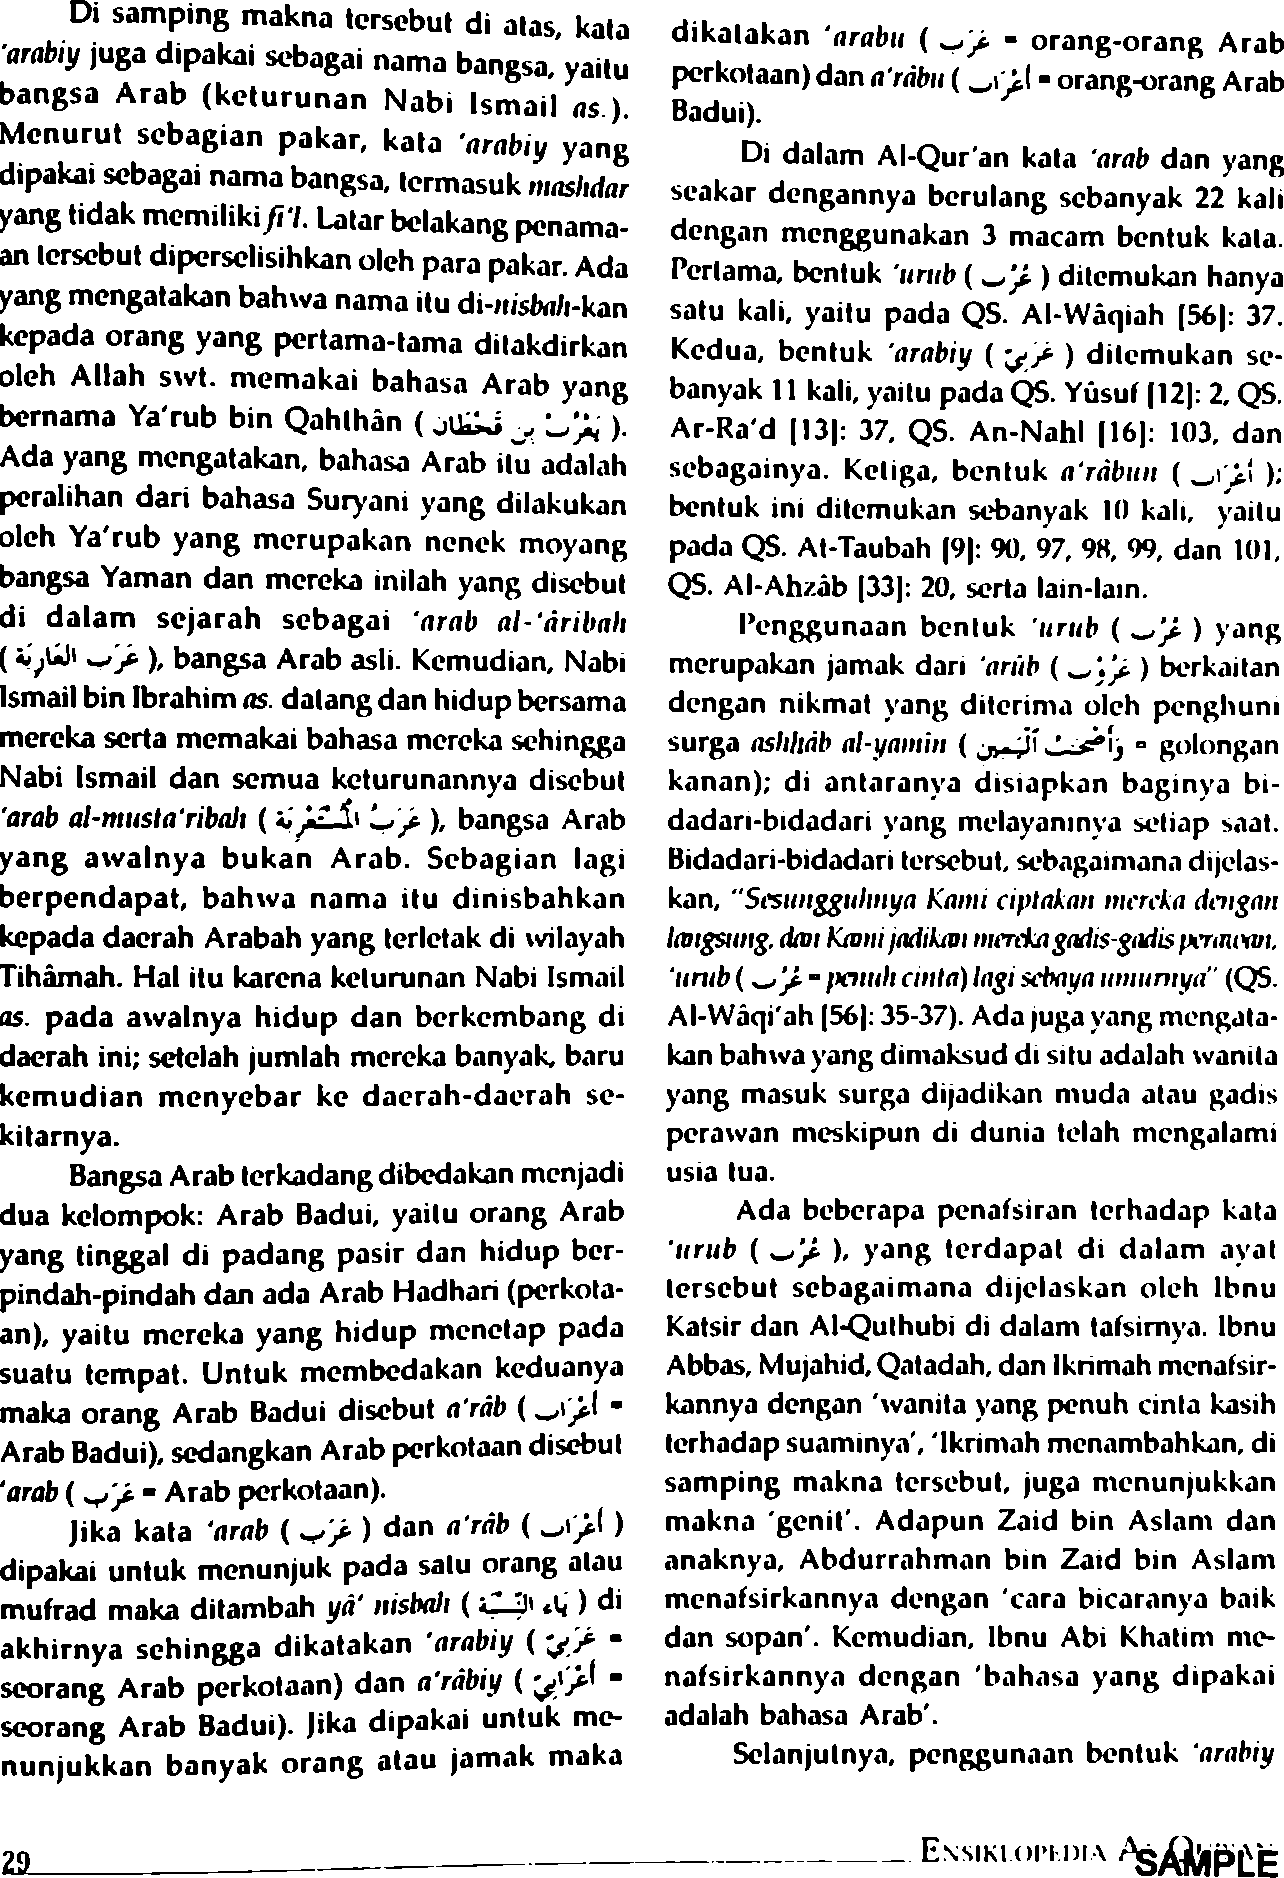 Di samping makna tersebut di atas, kata
'arabiy juga dipakai sebagai nama bangsa, yaitu
bangsa Arab (keturunan Nabi Ismail as.).
Menurut sebagian pakar, kata 'arabiy yang
dipakai sebagai nama bangsa, termasuk mashdar
yang tidak memiliki fi'l. Latar belakang penama-
an tersebut diperselisihkan oleh para pakar. Ada
yang mengatakan bahwa nama itu di-nisbah-kan
kepada orang yang pertama-tama ditakdirkan
oleh Allah swt. memakai bahasa Arab yang
bernama Ya'rub bin Qahthân ( يَعْرُبُ بِن قَحْطَان ).
Ada yang mengatakan, bahasa Arab itu adalah
peralihan dari bahasa Suryani yang dilakukan
oleh Ya'rub yang merupakan nenek moyang
bangsa Yaman dan mereka inilah yang disebut
di dalam sejarah sebagai 'arab al-'âribah
( عَرَب العَارِبَة ), bangsa Arab asli. Kemudian, Nabi
Ismail bin Ibrahim as. datang dan hidup bersama
mereka serta memakai bahasa mereka sehingga
Nabi Ismail dan semua keturunannya disebut
'arab al-musta'ribah ( عَرَبُ الْمُسْتَعْرِبَة ), bangsa Arab
yang awalnya bukan Arab. Sebagian lagi
berpendapat, bahwa nama itu dinisbahkan
kepada daerah Arabah yang terletak di wilayah
Tihâmah. Hal itu karena keturunan Nabi Ismail
as. pada awalnya hidup dan berkembang di
daerah ini; setelah jumlah mereka banyak, baru
kemudian menyebar ke daerah-daerah se-
kitarnya.
Bangsa Arab terkadang dibedakan menjadi
dua kelompok: Arab Badui, yaitu orang Arab
yang tinggal di padang pasir dan hidup ber-
pindah-pindah dan ada Arab Hadhari (perkota-
an), yaitu mereka yang hidup menetap pada
suatu tempat. Untuk membedakan keduanya
maka orang Arab Badui disebut a'râb ( أَعْرَاب =
Arab Badui), sedangkan Arab perkotaan disebut
'arab ( عَرَب = Arab perkotaan).
Jika kata 'arab ( عَرَب ) dan a'râb ( أَعْرَاب )
dipakai untuk menunjuk pada satu orang atau
mufrad maka ditambah yâ' nisbah ( يَاء النِّسْبَة ) di
akhirnya sehingga dikatakan 'arabiy ( عَرَبِيّ =
seorang Arab perkotaan) dan a'râbiy ( أَعْرَابِيّ =
seorang Arab Badui). Jika dipakai untuk me-
nunjukkan banyak orang atau jamak maka
dikatakan 'arabu ( عَرَب = orang-orang Arab
perkotaan) dan a'râbu ( أَعْرَاب = orang-orang Arab
Badui).
Di dalam Al-Qur'an kata 'arab dan yang
seakar dengannya berulang sebanyak 22 kali
dengan menggunakan 3 macam bentuk kata.
Pertama, bentuk 'urub ( عُرُب ) ditemukan hanya
satu kali, yaitu pada QS. Al-Wâqiah [56]: 37.
Kedua, bentuk 'arabiy ( عَرَبِيّ ) ditemukan se-
banyak 11 kali, yaitu pada QS. Yûsuf [12]: 2, QS.
Ar-Ra'd [13]: 37, QS. An-Nahl [16]: 103, dan
sebagainya. Ketiga, bentuk a'râbun ( أَعْرَاب );
bentuk ini ditemukan sebanyak 10 kali, yaitu
pada QS. At-Taubah [9]: 90, 97, 98, 99, dan 101,
QS. Al-Ahzâb [33]: 20, serta lain-lain.
Penggunaan bentuk 'urub ( عُرُب ) yang
merupakan jamak dari 'arûb ( عَرُوْب ) berkaitan
dengan nikmat yang diterima oleh penghuni
surga ashhâb al-yamîn ( وَأَصْحَٰبُ الْيَمِين = golongan
kanan); di antaranya disiapkan baginya bi-
dadari-bidadari yang melayaninya setiap saat.
Bidadari-bidadari tersebut, sebagaimana dijelas-
kan, "Sesungguhnya Kami ciptakan mereka dengan
langsung, dan Kami jadikan mereka gadis-gadis perawan,
'urub ( عُرُب = penuh cinta) lagi sebaya umurnya" (QS.
Al-Wâqi'ah [56]: 35-37). Ada juga yang mengata-
kan bahwa yang dimaksud di situ adalah wanita
yang masuk surga dijadikan muda atau gadis
perawan meskipun di dunia telah mengalami
usia tua.
Ada beberapa penafsiran terhadap kata
'urub ( عُرُب ), yang terdapat di dalam ayat
tersebut sebagaimana dijelaskan oleh Ibnu
Katsir dan Al-Quthubi di dalam tafsirnya. Ibnu
Abbas, Mujahid, Qatadah, dan Ikrimah menafsir-
kannya dengan 'wanita yang penuh cinta kasih
terhadap suaminya', 'Ikrimah menambahkan, di
samping makna tersebut, juga menunjukkan
makna 'genit'. Adapun Zaid bin Aslam dan
anaknya, Abdurrahman bin Zaid bin Aslam
menafsirkannya dengan 'cara bicaranya baik
dan sopan'. Kemudian, Ibnu Abi Khatim me-
nafsirkannya dengan 'bahasa yang dipakai
adalah bahasa Arab'.
Selanjutnya, penggunaan bentuk 'arabiy
29
ENSIKLOPEDIA AL-QUR'AN
SAMPLE